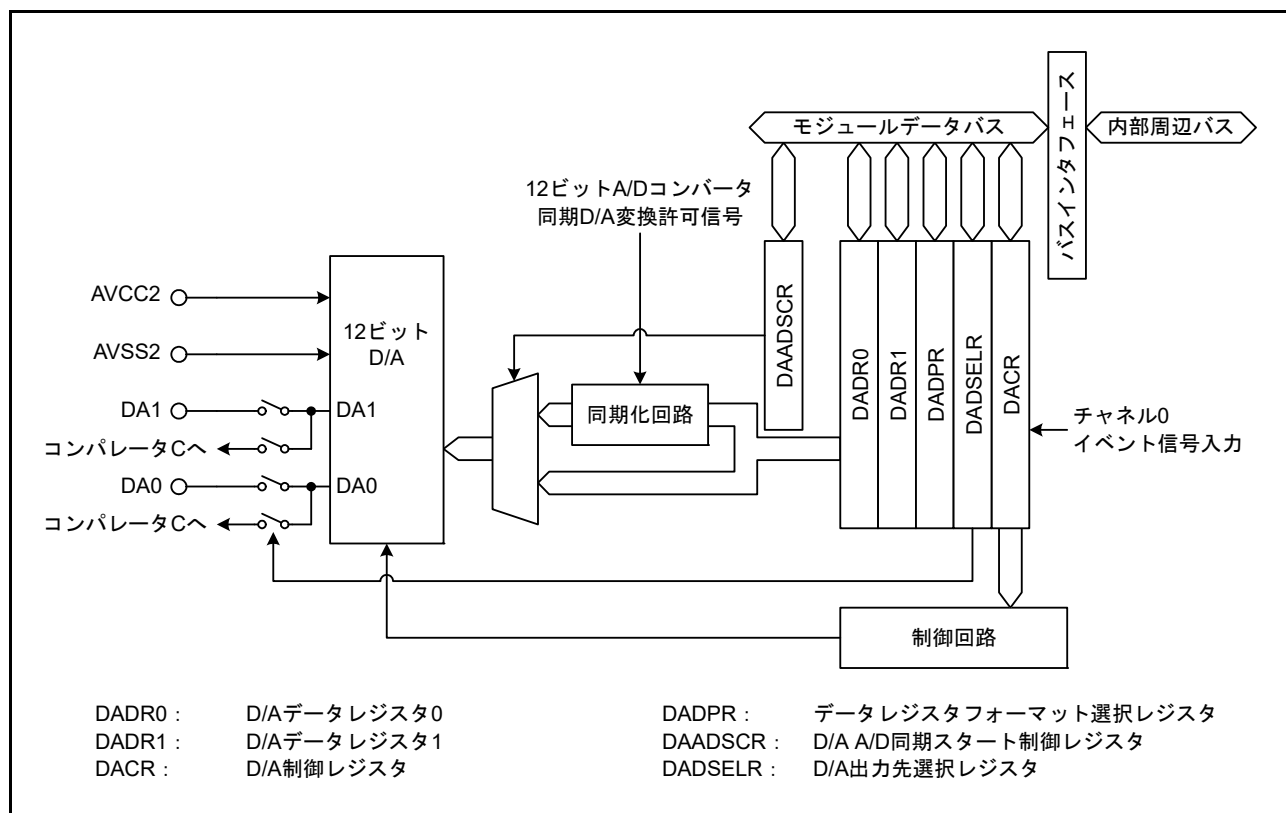 バスインタフェース
モジュールデータバス
内部周辺バス
12ビットA/Dコンバータ
同期D/A変換許可信号
AVCC2
AVSS2
DA1
コンパレータCへ
DA0
コンパレータCへ
12ビット
D/A
DA1
DA0
同期化回路
DAADSCR
DADR0
DADR1
DADPR
DADSELR
DACR
チャネル0
イベント信号入力
制御回路
DADR0： D/Aデータレジスタ0
DADR1： D/Aデータレジスタ1
DACR： D/A制御レジスタ
DADPR： データレジスタフォーマット選択レジスタ
DAADSCR： D/A A/D同期スタート制御レジスタ
DADSELR： D/A出力先選択レジスタ